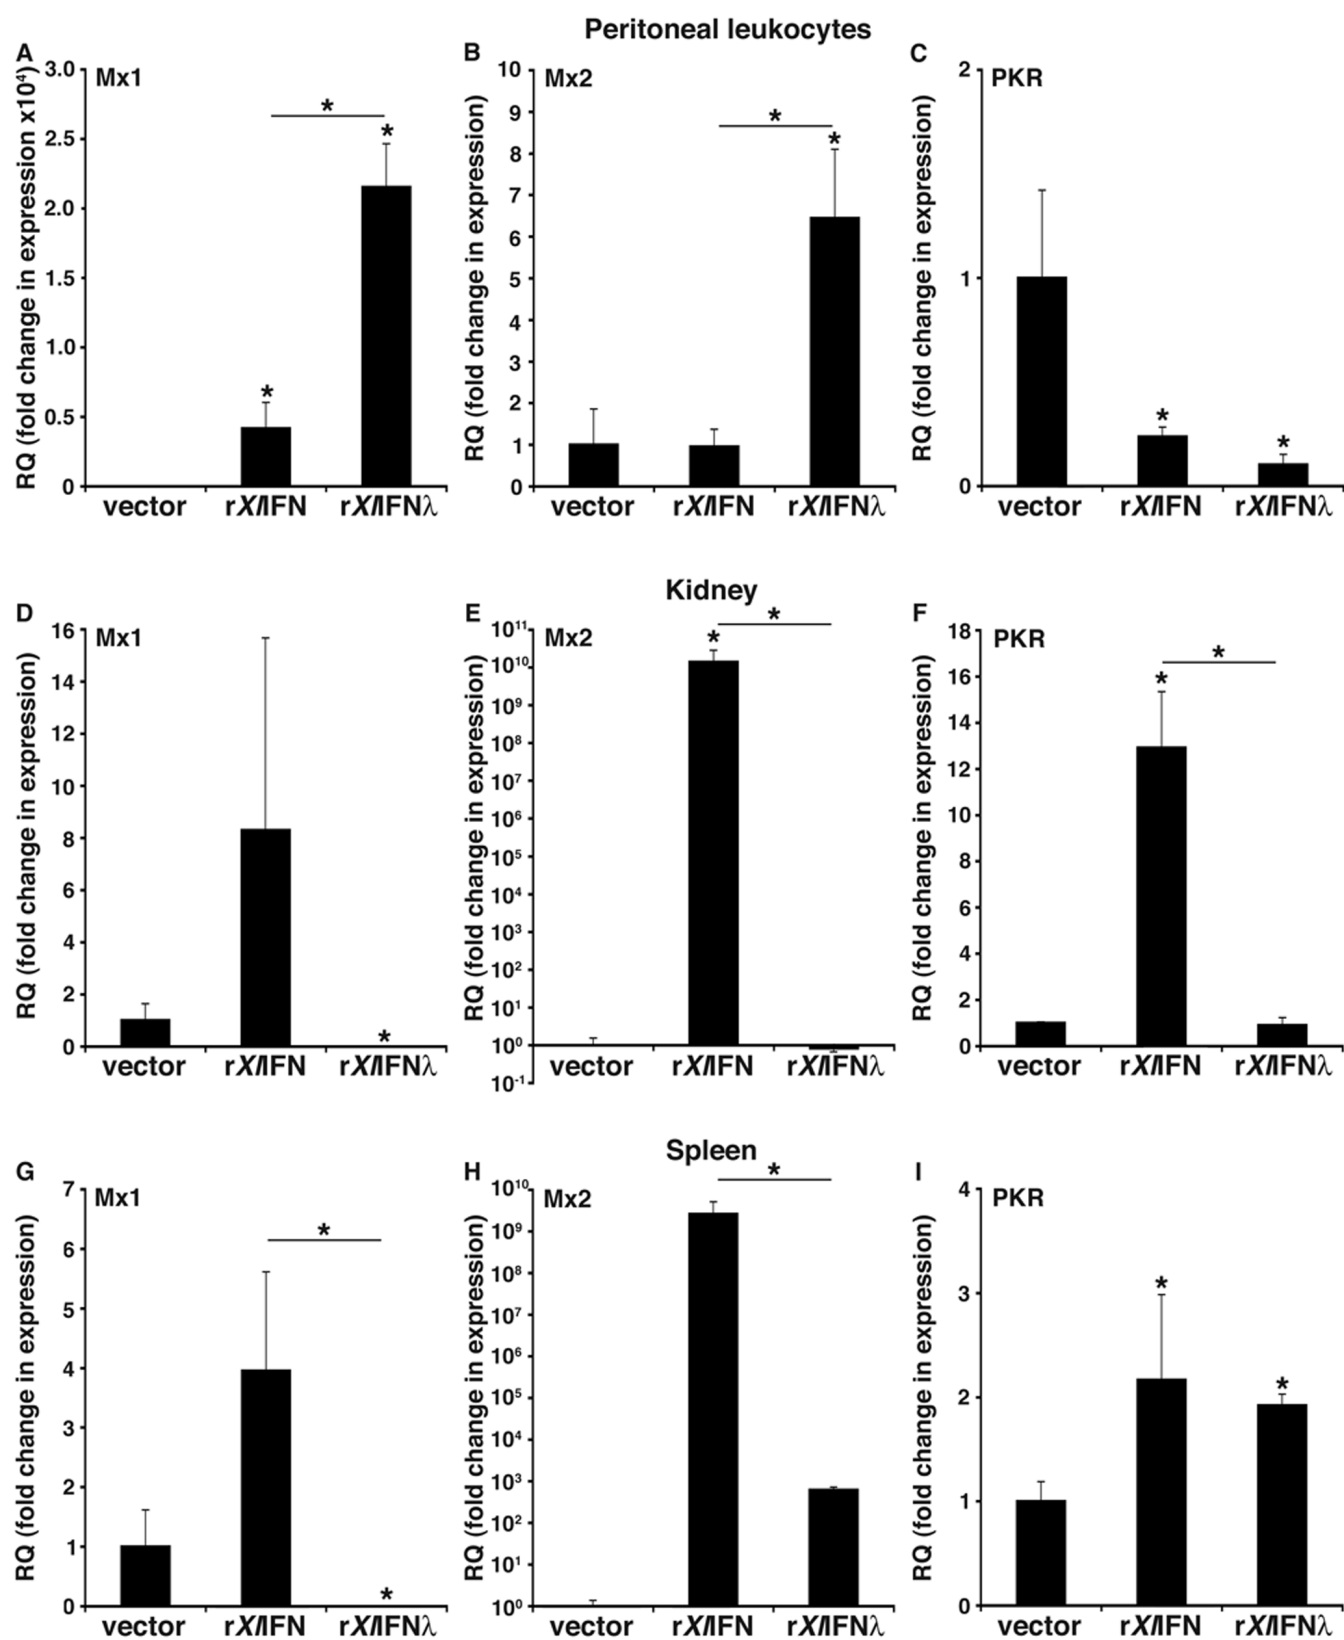 Peritoneal leukocytes
A
Mx1
RQ (fold change in expression x10⁴)
3.0
2.5
2.0
1.5
1.0
0.5
0
*
*
*
vector rXlIFN rXlIFNλ
B
Mx2
RQ (fold change in expression)
10
9
8
7
6
5
4
3
2
1
0
*
*
vector rXlIFN rXlIFNλ
C
PKR
RQ (fold change in expression)
2
1
0
*
*
vector rXlIFN rXlIFNλ
Kidney
D
Mx1
RQ (fold change in expression)
16
14
12
10
8
6
4
2
0
*
vector rXlIFN rXlIFNλ
E
Mx2
RQ (fold change in expression)
10¹¹
10¹⁰
10⁹
10⁸
10⁷
10⁶
10⁵
10⁴
10³
10²
10¹
10⁰
10⁻¹
*
*
vector rXlIFN rXlIFNλ
F
PKR
RQ (fold change in expression)
18
16
14
12
10
8
6
4
2
0
*
*
vector rXlIFN rXlIFNλ
Spleen
G
Mx1
RQ (fold change in expression)
7
6
5
4
3
2
1
0
*
*
vector rXlIFN rXlIFNλ
H
Mx2
RQ (fold change in expression)
10¹⁰
10⁹
10⁸
10⁷
10⁶
10⁵
10⁴
10³
10²
10¹
10⁰
*
vector rXlIFN rXlIFNλ
I
PKR
RQ (fold change in expression)
4
3
2
1
0
*
*
vector rXlIFN rXlIFNλ